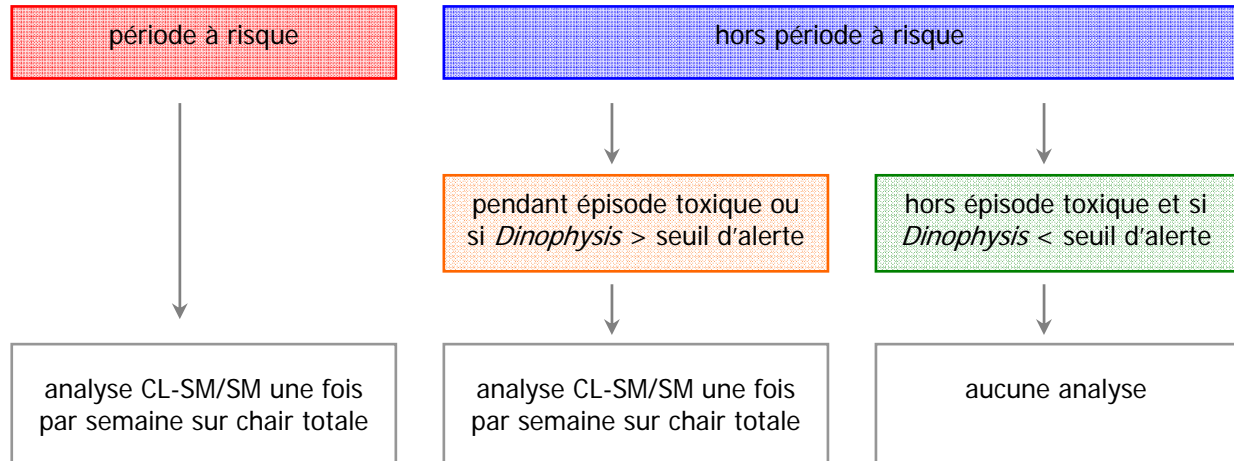 période à risque
hors période à risque
pendant épisode toxique ou
si Dinophysis > seuil d'alerte
hors épisode toxique et si
Dinophysis < seuil d'alerte
analyse CL-SM/SM une fois
par semaine sur chair totale
analyse CL-SM/SM une fois
par semaine sur chair totale
aucune analyse